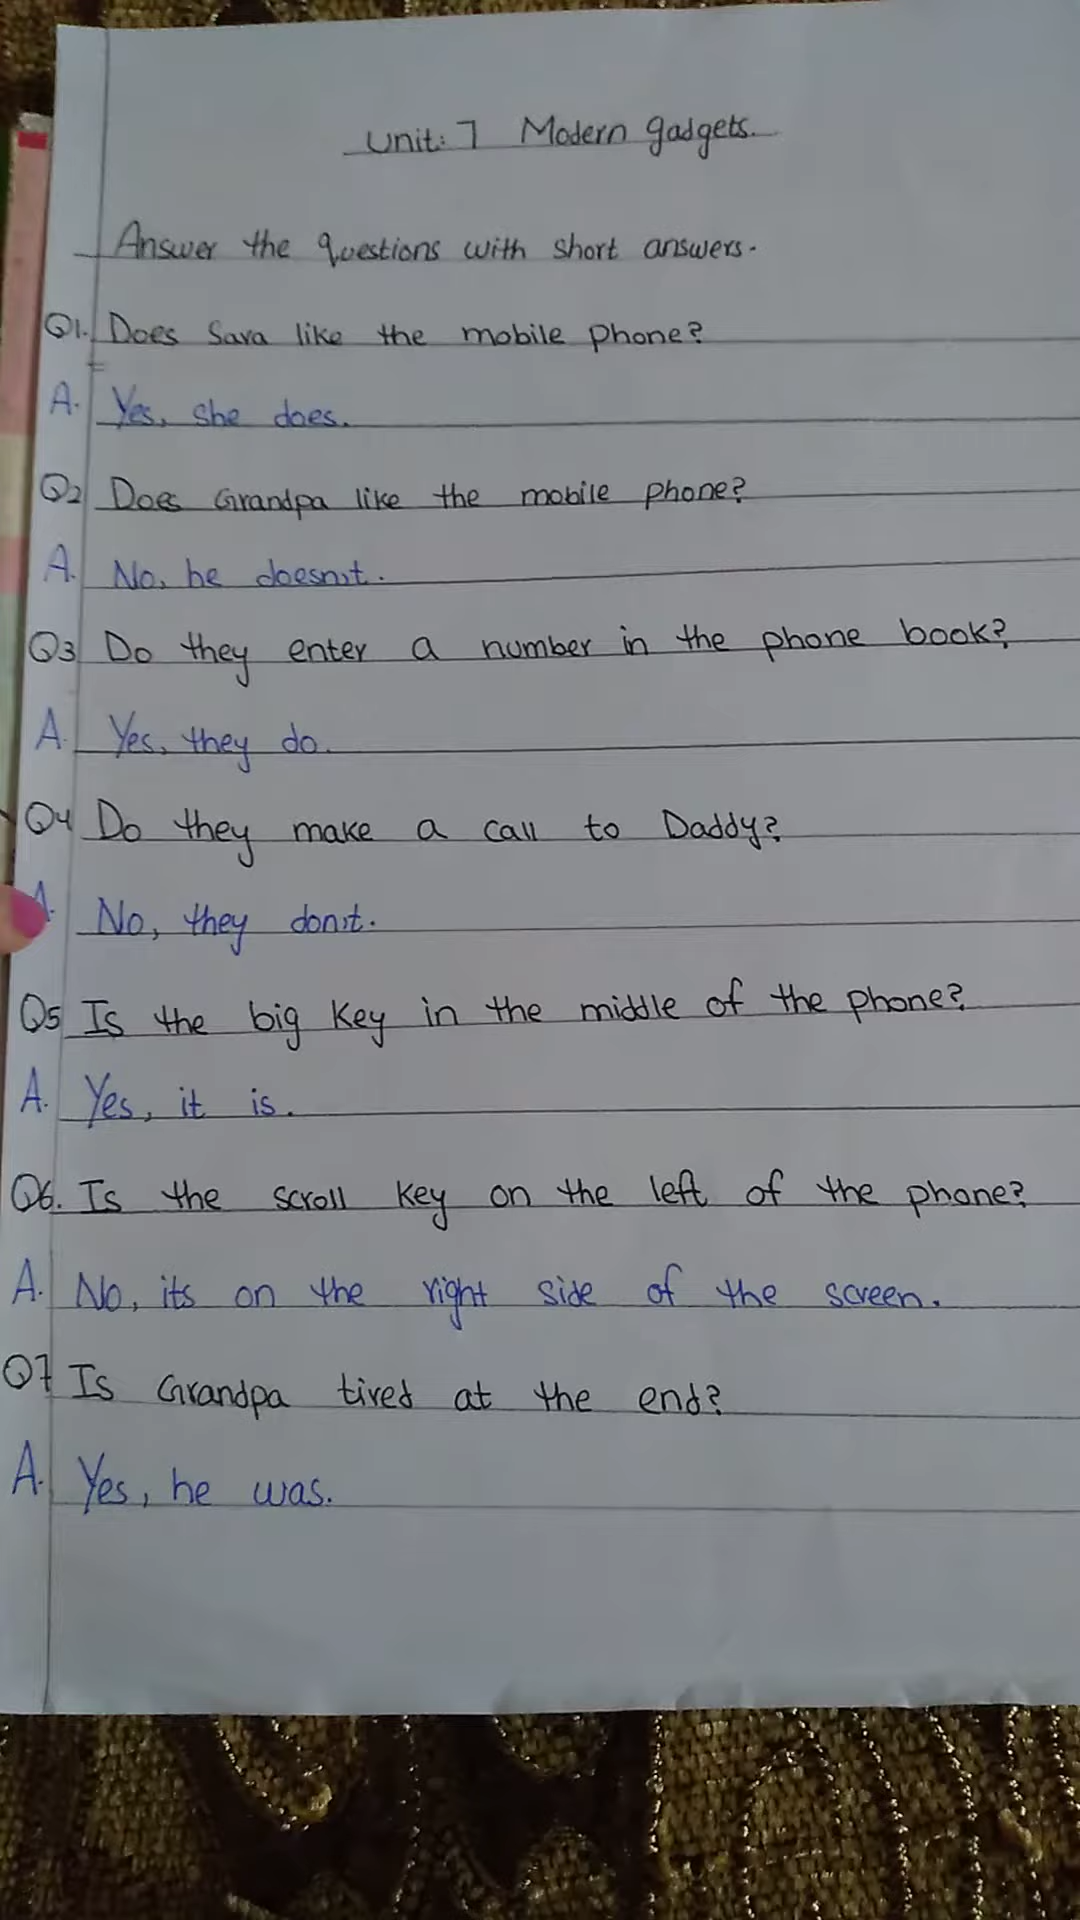 Unit: 7 Modern gadgets.
Answer the questions with short answers.
Q1. Does Sara like the mobile phone?
A. Yes, she does.
Q2 Does Grandpa like the mobile phone?
A. No, he doesn't.
Q3 Do they enter a number in the phone book?
A. Yes, they do.
Q4 Do they make a call to Daddy?
A. No, they don't.
Q5 Is the big key in the middle of the phone?
A. Yes, it is.
Q6. Is the scroll key on the left of the phone?
A. No, its on the right side of the screen.
Q7 Is Grandpa tired at the end?
A. Yes, he was.